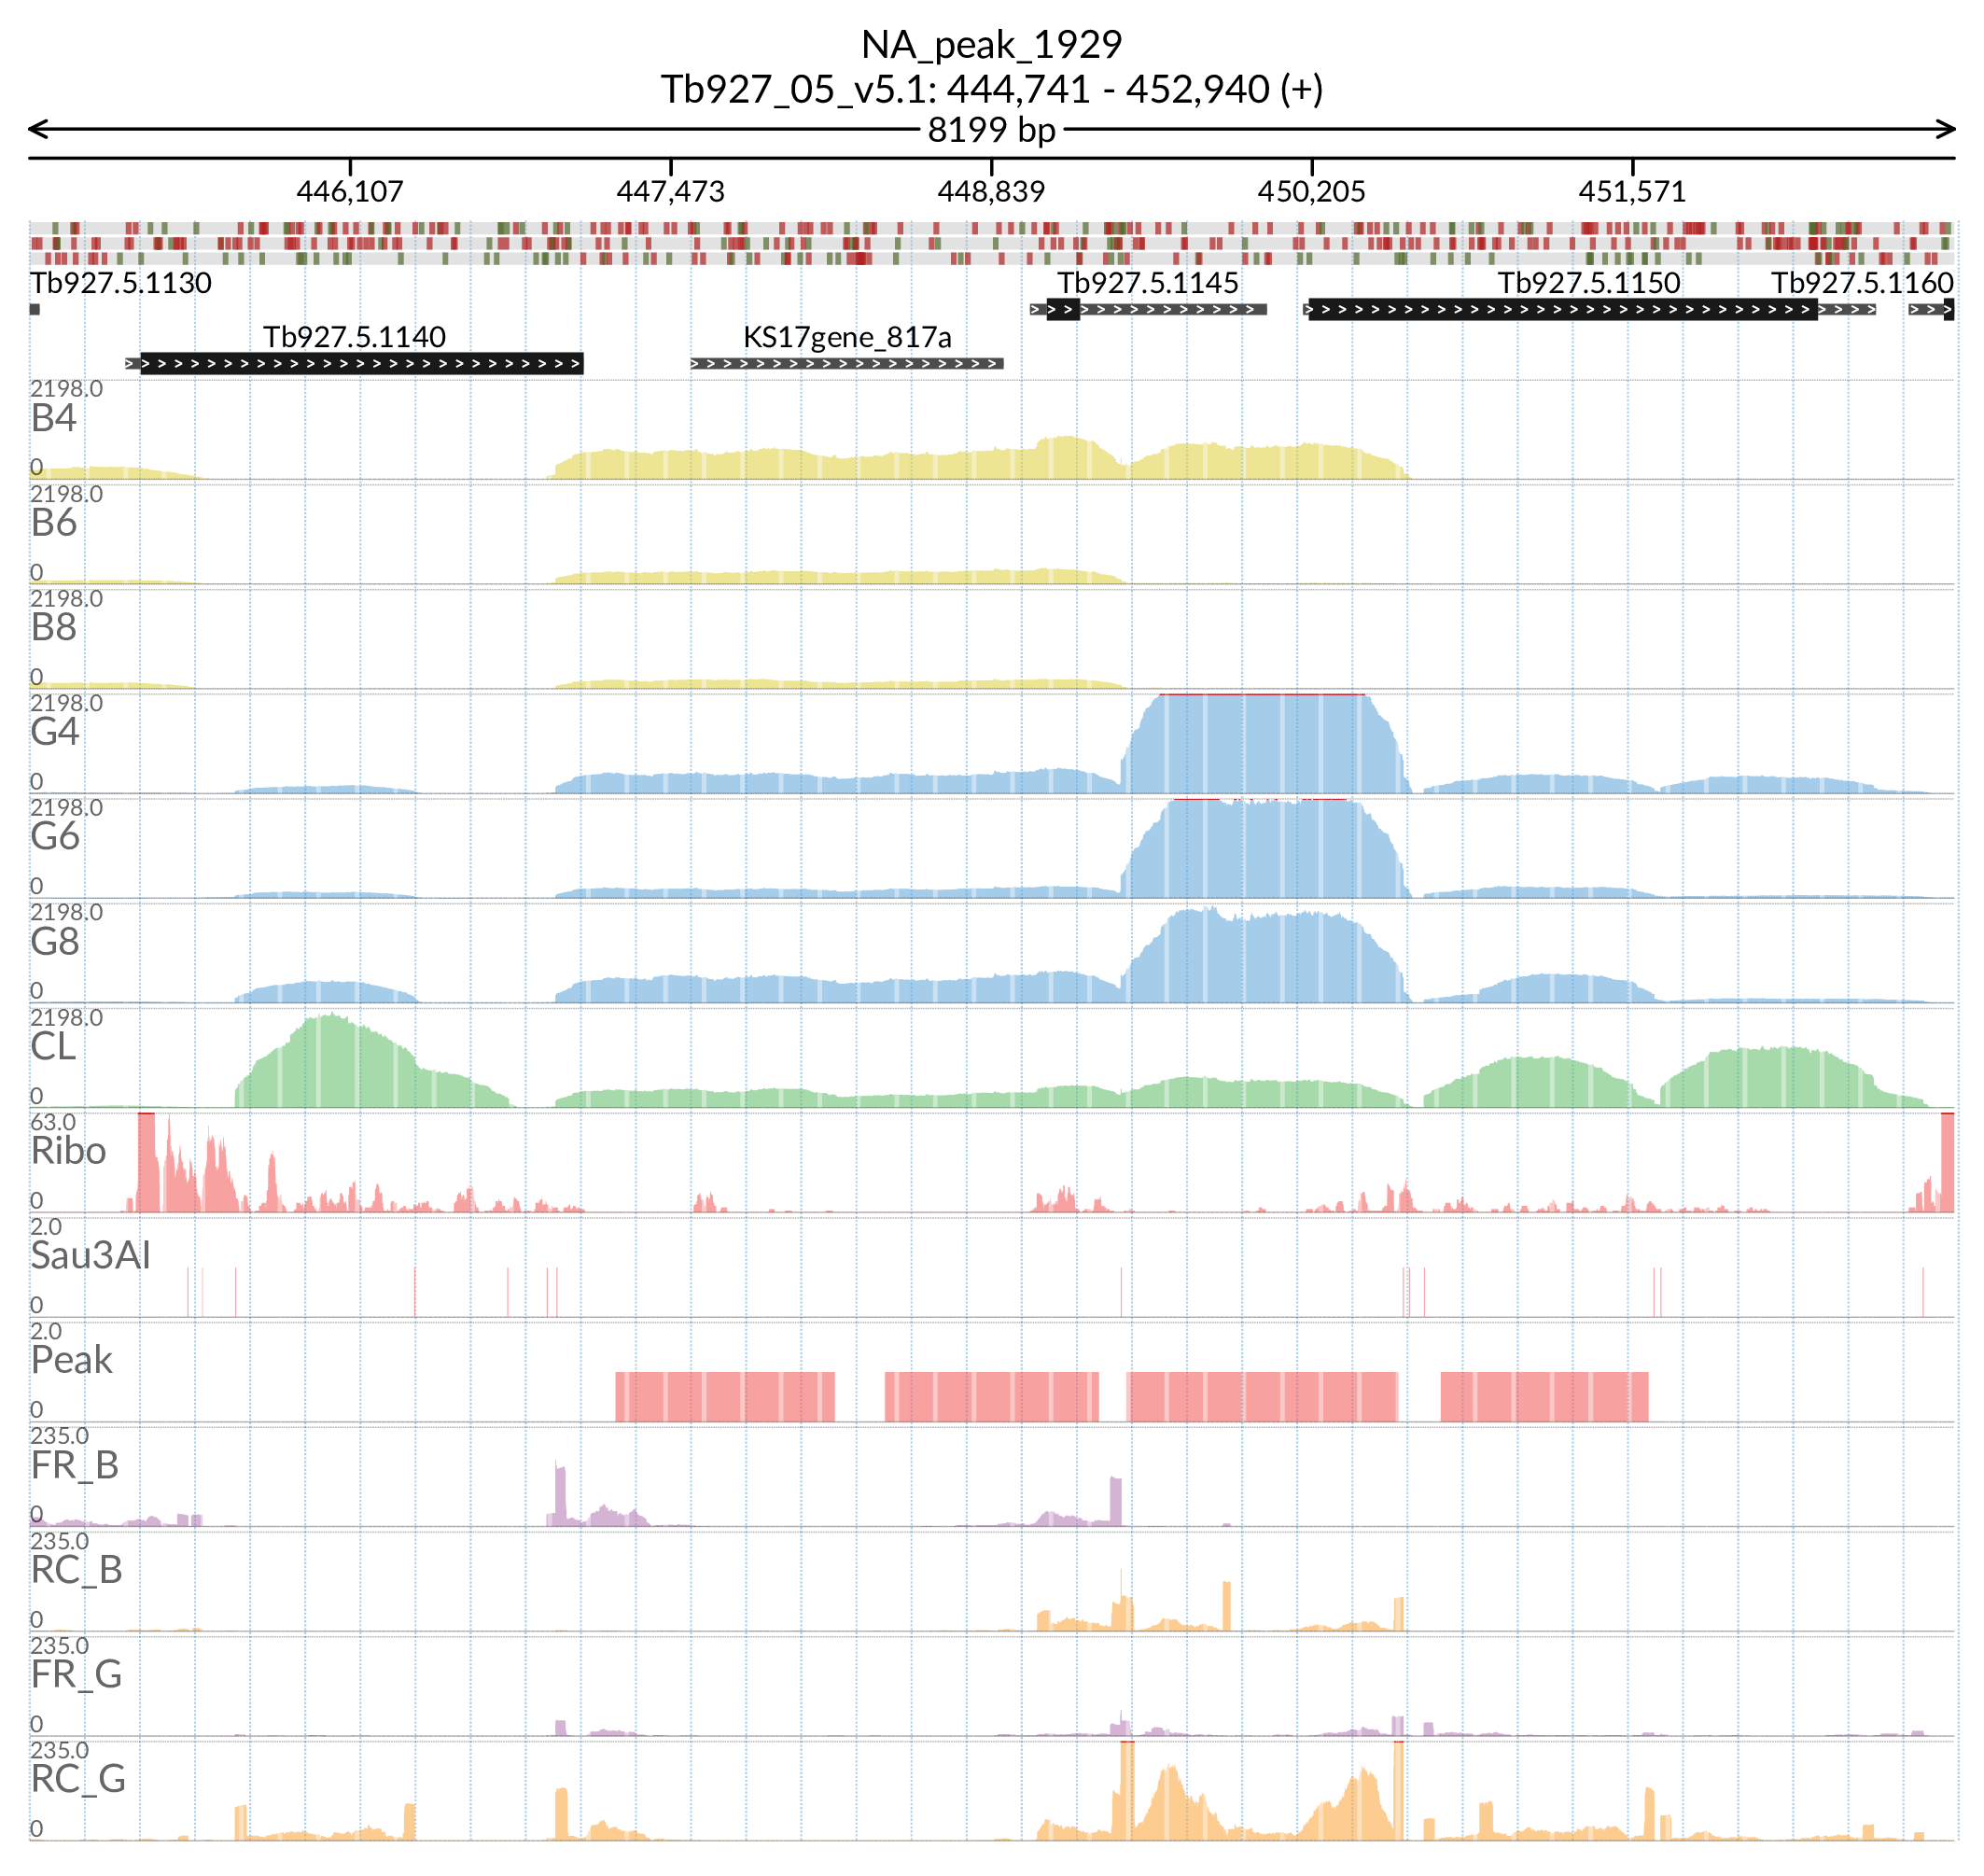 NA_peak_1929
Tb927_05_v5.1: 444,741 - 452,940 (+)
8199 bp
446,107 447,473 448,839 450,205 451,571
Tb927.5.1130 Tb927.5.1145 Tb927.5.1150 Tb927.5.1160
Tb927.5.1140 KS17gene_817a
2198.0
B4
0
2198.0
B6
0
2198.0
B8
0
2198.0
G4
0
2198.0
G6
0
2198.0
G8
0
2198.0
CL
0
63.0
Ribo
0
2.0
Sau3AI
0
2.0
Peak
0
235.0
FR_B
0
235.0
RC_B
0
235.0
FR_G
0
235.0
RC_G
0